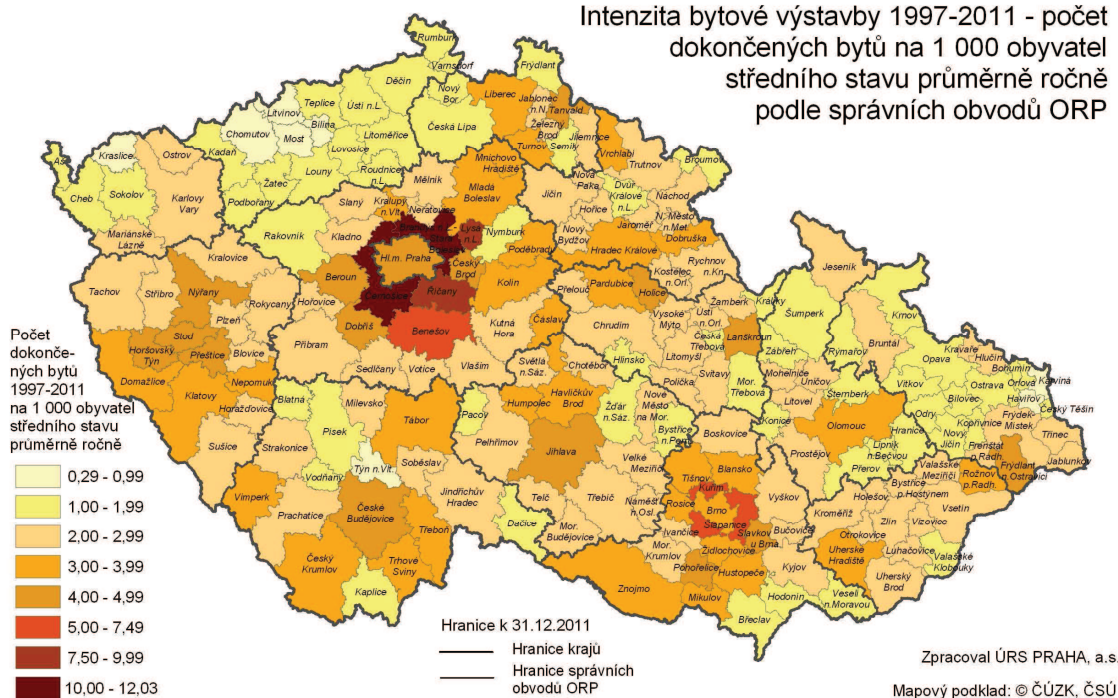 Intenzita bytové výstavby 1997-2011 - počet
dokončených bytů na 1 000 obyvatel
středního stavu průměrně ročně
podle správních obvodů ORP
Rumburk
Varnsdorf
Děčín
Frýdlant
Nový
Bor
Liberec
Jablonec
n.N.
Tanvald
Teplice
Ústí n.L.
Litvínov
Bílina
Chomutov
Most
Česká Lípa
Železný
Brod
Jilemnice
Turnov
Semily
Vrchlabí
Trutnov
Litoměřice
Lovosice
Kadaň
Kraslice
Ostrov
Aš
Sokolov
Cheb
Karlovy
Vary
Mariánské
Lázně
Žatec
Louny
Roudnice
n.L.
Podbořany
Rakovník
Mnichovo
Hradiště
Mělník
Mladá
Boleslav
Slaný
Kralupy
n.Vlt.
Neratovice
Kladno
Lysá
n.L.
Nymburk
Poděbrady
Hl.m. Praha
Český
Brod
Kolín
Beroun
Černošice
Říčany
Benešov
Dobříš
Hořovice
Příbram
Sedlčany
Votice
Vlašim
Kutná
Hora
Čáslav
Broumov
Nová
Paka
Dvůr
Králové
n.L.
Náchod
Jičín
Hořice
Jaroměř
N. Město
n.Met.
Nový
Bydžov
Hradec Králové
Dobruška
Rychnov
n.Kn.
Kostelec
n.Orl.
Přelouč
Pardubice
Holice
Žamberk
Králíky
Vysoké
Mýto
Ústí
n.Orl.
Česká
Třebová
Lanškroun
Chrudim
Litomyšl
Svitavy
Polička
Mor.
Třebová
Hlinsko
Světlá
n.Sáz.
Chotěboř
Havlíčkův
Brod
Humpolec
Pacov
Pelhřimov
Jihlava
Žďár
n.Sáz.
Nové
Město
na Mor.
Bystřice
n.Pern.
Velké
Meziříčí
Telč
Třebíč
Náměšť
n.Osl.
Mor.
Budějovice
Dačice
Kralovice
Tachov
Stříbro
Nýřany
Plzeň
Rokycany
Stod
Horšovský
Týn
Přeštice
Blovice
Nepomuk
Domažlice
Klatovy
Horažďovice
Sušice
Blatná
Milevsko
Písek
Tábor
Strakonice
Vodňany
Týn n.Vlt.
Soběslav
Jindřichův
Hradec
Vimperk
Prachatice
České
Budějovice
Třeboň
Český
Krumlov
Trhové
Sviny
Kaplice
Jeseník
Šumperk
Zábřeh
Rýmařov
Bruntál
Krnov
Mohelnice
Uničov
Litovel
Šternberk
Konice
Olomouc
Prostějov
Přerov
Lipník
n.Bečvou
Hranice
Opava
Kravaře
Hlučín
Bohumín
Vítkov
Ostrava
Orlová
Karviná
Bílovec
Havířov
Český Těšín
Odry
Kopřivnice
Nový
Jičín
Frýdek-
Místek
Třinec
Frenštát
p.Radh.
Frýdlant
n.Ostravicí
Jablunkov
Valašské
Meziříčí
Rožnov
p.Radh.
Bystřice
p.Hostýnem
Holešov
Vsetín
Kroměříž
Zlín
Vizovice
Otrokovice
Luhačovice
Valašské
Klobouky
Uherské
Hradiště
Uherský
Brod
Boskovice
Blansko
Tišnov
Kuřim
Vyškov
Rosice
Brno
Šlapanice
Slavkov
u Brna
Bučovice
Ivančice
Mor.
Krumlov
Židlochovice
Kyjov
Pohořelice
Hustopeče
Znojmo
Mikulov
Hodonín
Veselí
n.Moravou
Břeclav
Počet
dokonče-
ných bytů
1997-2011
na 1 000 obyvatel
středního stavu
průměrně ročně
0,29 - 0,99
1,00 - 1,99
2,00 - 2,99
3,00 - 3,99
4,00 - 4,99
5,00 - 7,49
7,50 - 9,99
10,00 - 12,03
Hranice k 31.12.2011
Hranice krajů
Hranice správních
obvodů ORP
Zpracoval ÚRS PRAHA, a.s.
Mapový podklad: © ČÚZK, ČSÚ